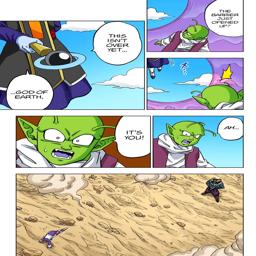 THE
BARRIER
JUST
OPENED
UP?
THIS
ISN'T
OVER
YET...
...GOD OF
EARTH.
IT'S
YOU!
AH...